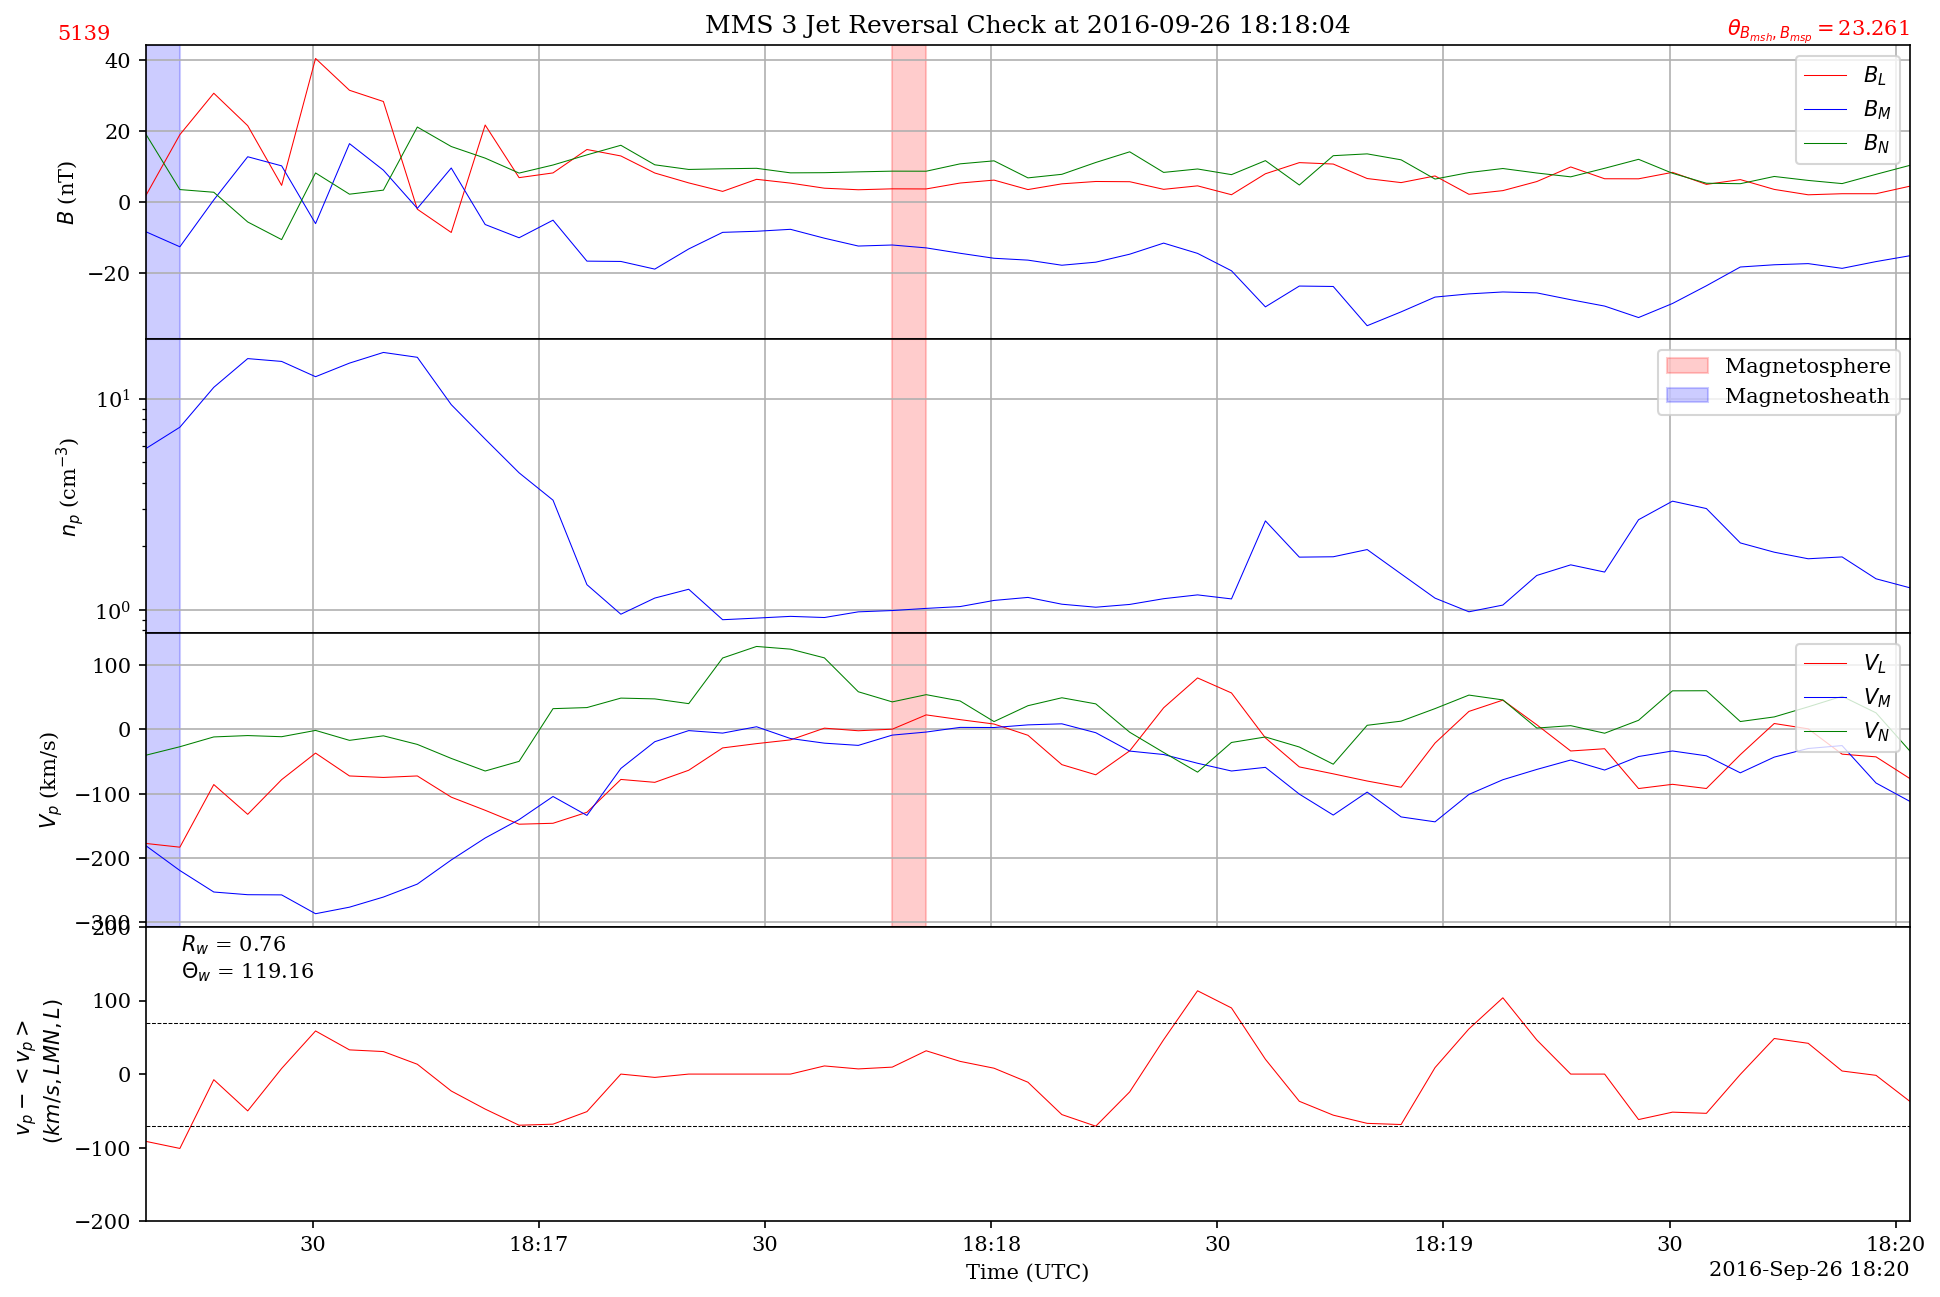 MMS 3 Jet Reversal Check at 2016-09-26 18:18:04
5139
θ_{B_{msh}, B_{msp}} = 23.261
40
20
0
−20
B (nT)
B_L
B_M
B_N
10^1
10^0
n_p (cm^{−3})
Magnetosphere
Magnetosheath
100
0
−100
−200
−300
V_p (km/s)
V_L
V_M
V_N
200
100
0
−100
−200
v_p − < v_p >
(km/s, LMN, L)
R_w = 0.76
Θ_w = 119.16
30
18:17
30
18:18
30
18:19
30
18:20
Time (UTC)
2016-Sep-26 18:20